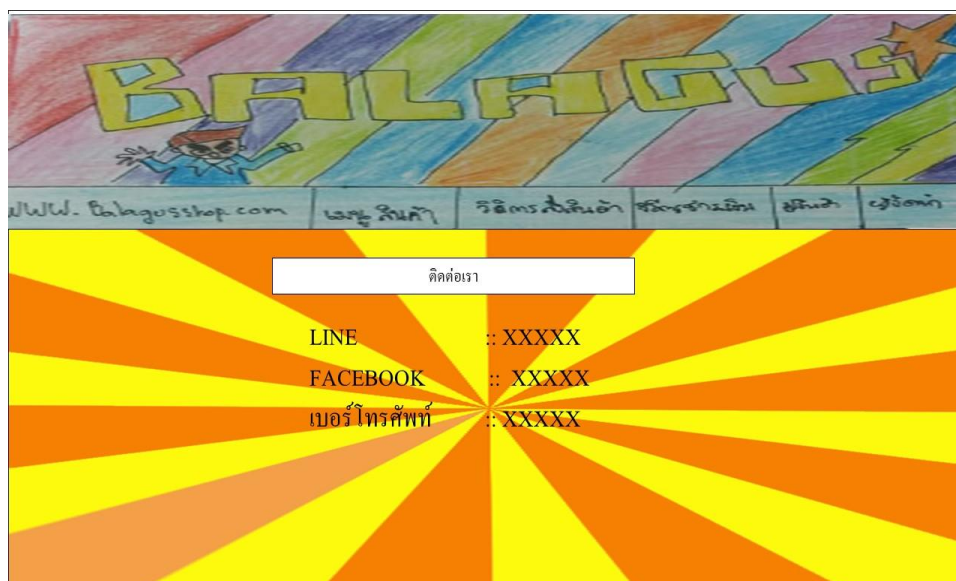 BALAGUS
WWW. Balagusshop.com เมนู สินค้า วิธีการสั่งสินค้า
ติดต่อเรา
LINE :: XXXXX
FACEBOOK :: XXXXX
เบอร์โทรศัพท์ :: XXXXX